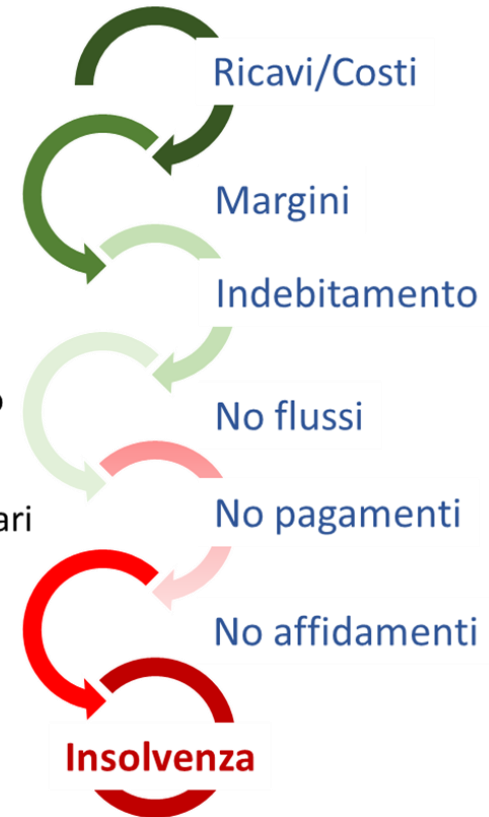 Ricavi/Costi
Margini
Indebitamento
No flussi
No pagamenti
No affidamenti
Insolvenza